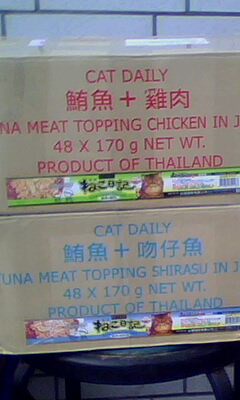 CAT DAILY
鮪魚+雞肉
NA MEAT TOPPING CHICKEN IN J
48 X 170 g NET WT.
PRODUCT OF THAILAND
ねこ日記
CAT DAILY
鮪魚+吻仔魚
TUNA MEAT TOPPING SHIRASU IN J
48 X 170 g NET WT.
PRODUCT OF THAILAND
ねこ日記